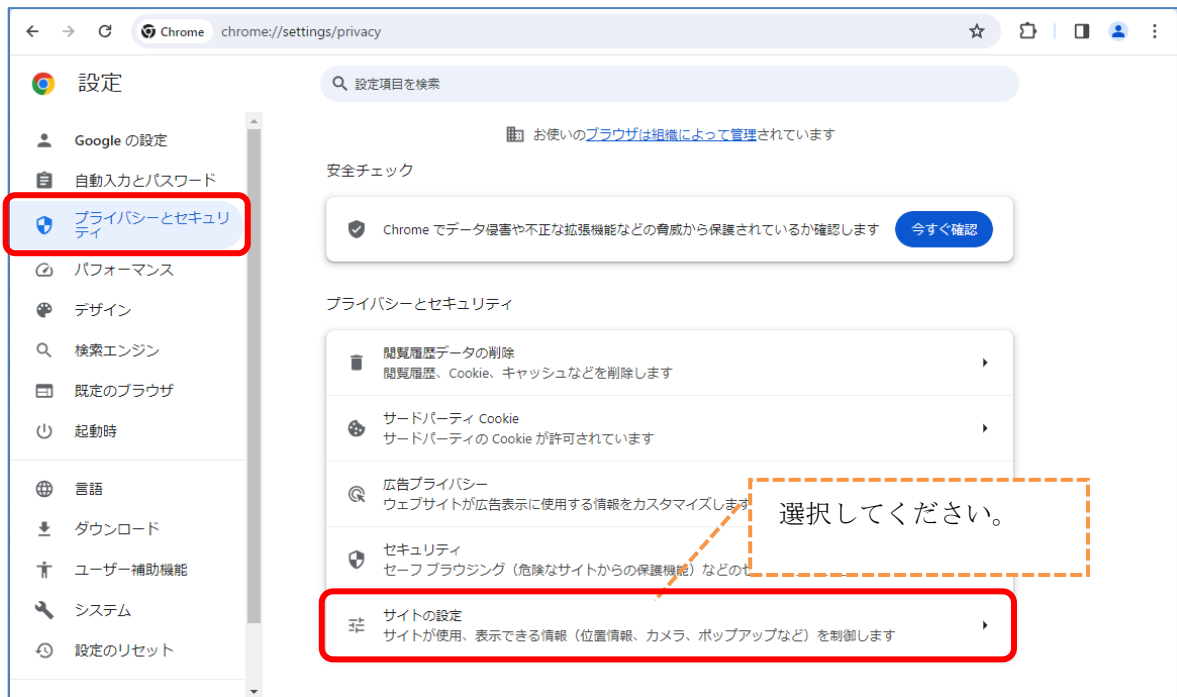 Chrome chrome://settings/privacy
設定
設定項目を検索
Google の設定
自動入力とパスワード
プライバシーとセキュリ
ティ
パフォーマンス
デザイン
検索エンジン
既定のブラウザ
起動時
言語
ダウンロード
ユーザー補助機能
システム
設定のリセット
お使いのブラウザは組織によって管理されています
安全チェック
Chrome でデータ侵害や不正な拡張機能などの脅威から保護されているか確認します
今すぐ確認
プライバシーとセキュリティ
閲覧履歴データの削除
閲覧履歴、Cookie、キャッシュなどを削除します
サードパーティ Cookie
サードパーティの Cookie が許可されています
広告プライバシー
ウェブサイトが広告表示に使用する情報をカスタマイズします
選択してください。
セキュリティ
セーフ ブラウジング（危険なサイトからの保護機能）などの
サイトの設定
サイトが使用、表示できる情報（位置情報、カメラ、ポップアップなど）を制御します